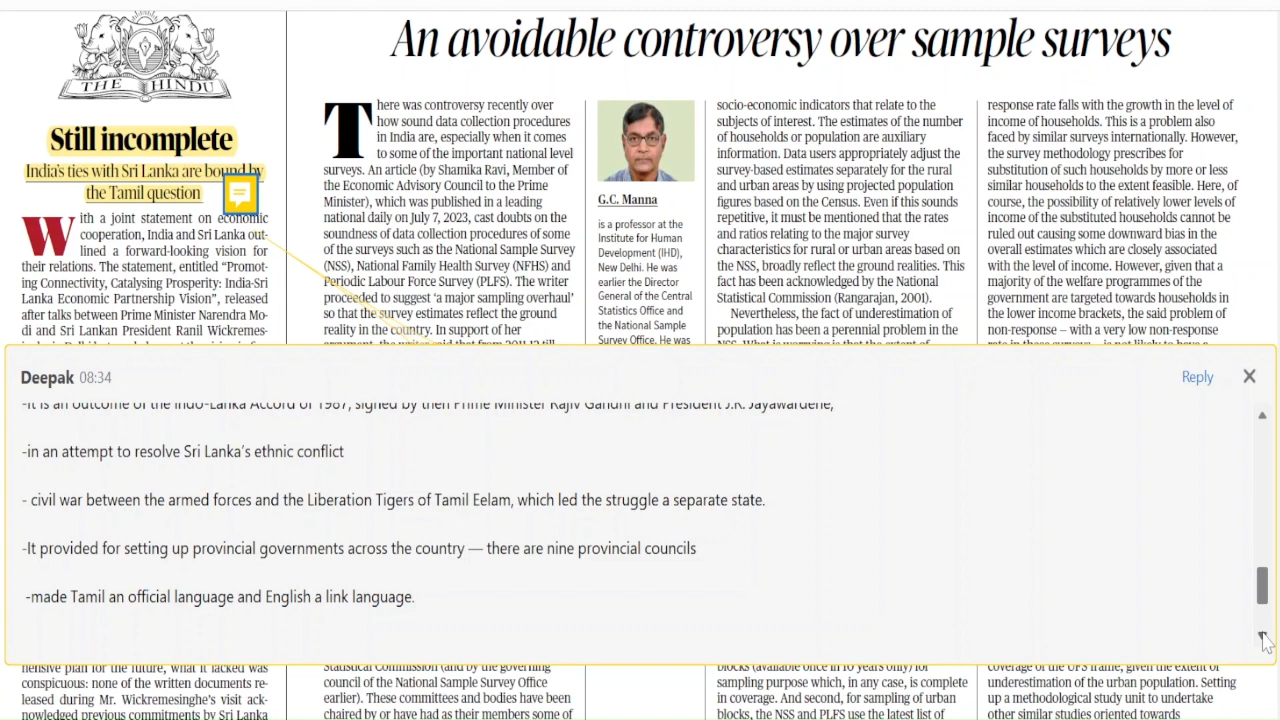 THE HINDU
Still incomplete
India's ties with Sri Lanka are bound by
the Tamil question
With a joint statement on economic
cooperation, India and Sri Lanka out-
lined a forward-looking vision for
their relations. The statement, entitled “Promot-
ing Connectivity, Catalysing Prosperity: India-Sri
Lanka Economic Partnership Vision”, released
after talks between Prime Minister Narendra Mo-
di and Sri Lankan President Ranil Wickremes-
An avoidable controversy over sample surveys
There was controversy recently over
how sound data collection procedures
in India are, especially when it comes
to some of the important national level
surveys. An article (by Shamika Ravi, Member of
the Economic Advisory Council to the Prime
Minister), which was published in a leading
national daily on July 7, 2023, cast doubts on the
soundness of data collection procedures of some
of the surveys such as the National Sample Survey
(NSS), National Family Health Survey (NFHS) and
Periodic Labour Force Survey (PLFS). The writer
proceeded to suggest ‘a major sampling overhaul’
so that the survey estimates reflect the ground
reality in the country. In support of her
G.C. Manna
is a professor at the
Institute for Human
Development (IHD),
New Delhi. He was
earlier the Director
General of the Central
Statistics Office and
the National Sample
Survey Office. He was
socio-economic indicators that relate to the
subjects of interest. The estimates of the number
of households or population are auxiliary
information. Data users appropriately adjust the
survey-based estimates separately for the rural
and urban areas by using projected population
figures based on the Census. Even if this sounds
repetitive, it must be mentioned that the rates
and ratios relating to the major survey
characteristics for rural or urban areas based on
the NSS, broadly reflect the ground realities. This
fact has been acknowledged by the National
Statistical Commission (Rangarajan, 2001).
Nevertheless, the fact of underestimation of
population has been a perennial problem in the
NSS. What is worrying is that the extent of
response rate falls with the growth in the level of
income of households. This is a problem also
faced by similar surveys internationally. However,
the survey methodology prescribes for
substitution of such households by more or less
similar households to the extent feasible. Here, of
course, the possibility of relatively lower levels of
income of the substituted households cannot be
ruled out causing some downward bias in the
overall estimates which are closely associated
with the level of income. However, given that a
majority of the welfare programmes of the
government are targeted towards households in
the lower income brackets, the said problem of
non-response – with a very low non-response
Deepak 08:34
Reply
-It is an outcome of the Indo-Lanka Accord of 1987, signed by then Prime Minister Rajiv Gandhi and President J.R. Jayawardene,
-in an attempt to resolve Sri Lanka’s ethnic conflict
- civil war between the armed forces and the Liberation Tigers of Tamil Eelam, which led the struggle a separate state.
-It provided for setting up provincial governments across the country — there are nine provincial councils
-made Tamil an official language and English a link language.
hensive plan for the future, what it lacked was
conspicuous: none of the written documents re-
leased during Mr. Wickremesinghe’s visit ack-
nowledged previous commitments by Sri Lanka
Statistical Commission (and by the governing
council of the National Sample Survey Office
earlier). These committees and bodies have been
chaired by or have had as their members some of
blocks (available once in 10 years only) for
sampling purpose which, in any case, is complete
in coverage. And second, for sampling of urban
blocks, the NSS and PLFS use the latest list of
coverage of the UFS frame, given the extent of
underestimation of the urban population. Setting
up a methodological study unit to undertake
other similar studies oriented towards